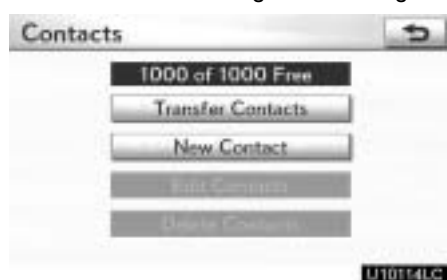 Contacts
1000 of 1000 Free
Transfer Contacts
New Contact
Edit Contacts
Delete Contacts
U10114LC